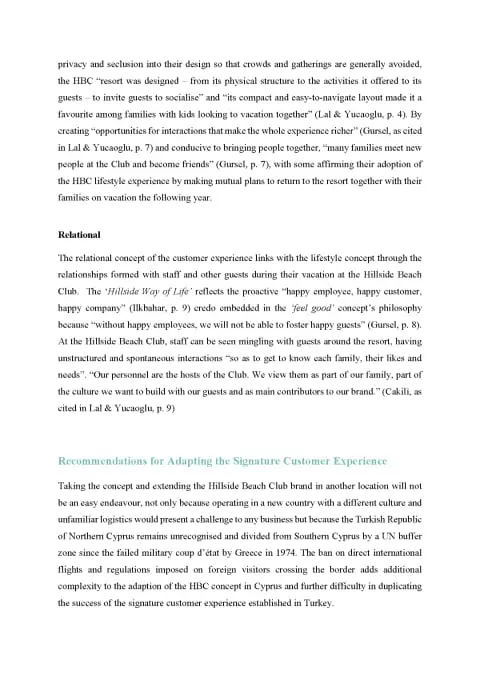 privacy and seclusion into their design so that crowds and gatherings are generally avoided,
the HBC “resort was designed – from its physical structure to the activities it offered to its
guests – to invite guests to socialise” and “its compact and easy-to-navigate layout made it a
favourite among families with kids looking to vacation together” (Lal & Yucaoglu, p. 4). By
creating “opportunities for interactions that make the whole experience richer” (Gursel, as cited
in Lal & Yucaoglu, p. 7) and conducive to bringing people together, “many families meet new
people at the Club and become friends” (Gursel, p. 7), with some affirming their adoption of
the HBC lifestyle experience by making mutual plans to return to the resort together with their
families on vacation the following year.
Relational
The relational concept of the customer experience links with the lifestyle concept through the
relationships formed with staff and other guests during their vacation at the Hillside Beach
Club. The ‘Hillside Way of Life’ reflects the proactive “happy employee, happy customer,
happy company” (Ilkbahar, p. 9) credo embedded in the ‘feel good’ concept’s philosophy
because “without happy employees, we will not be able to foster happy guests” (Gursel, p. 8).
At the Hillside Beach Club, staff can be seen mingling with guests around the resort, having
unstructured and spontaneous interactions “so as to get to know each family, their likes and
needs”. “Our personnel are the hosts of the Club. We view them as part of our family, part of
the culture we want to build with our guests and as main contributors to our brand.” (Cakili, as
cited in Lal & Yucaoglu, p. 9)
Recommendations for Adapting the Signature Customer Experience
Taking the concept and extending the Hillside Beach Club brand in another location will not
be an easy endeavour, not only because operating in a new country with a different culture and
unfamiliar logistics would present a challenge to any business but because the Turkish Republic
of Northern Cyprus remains unrecognised and divided from Southern Cyprus by a UN buffer
zone since the failed military coup d’état by Greece in 1974. The ban on direct international
flights and regulations imposed on foreign visitors crossing the border adds additional
complexity to the adaption of the HBC concept in Cyprus and further difficulty in duplicating
the success of the signature customer experience established in Turkey.